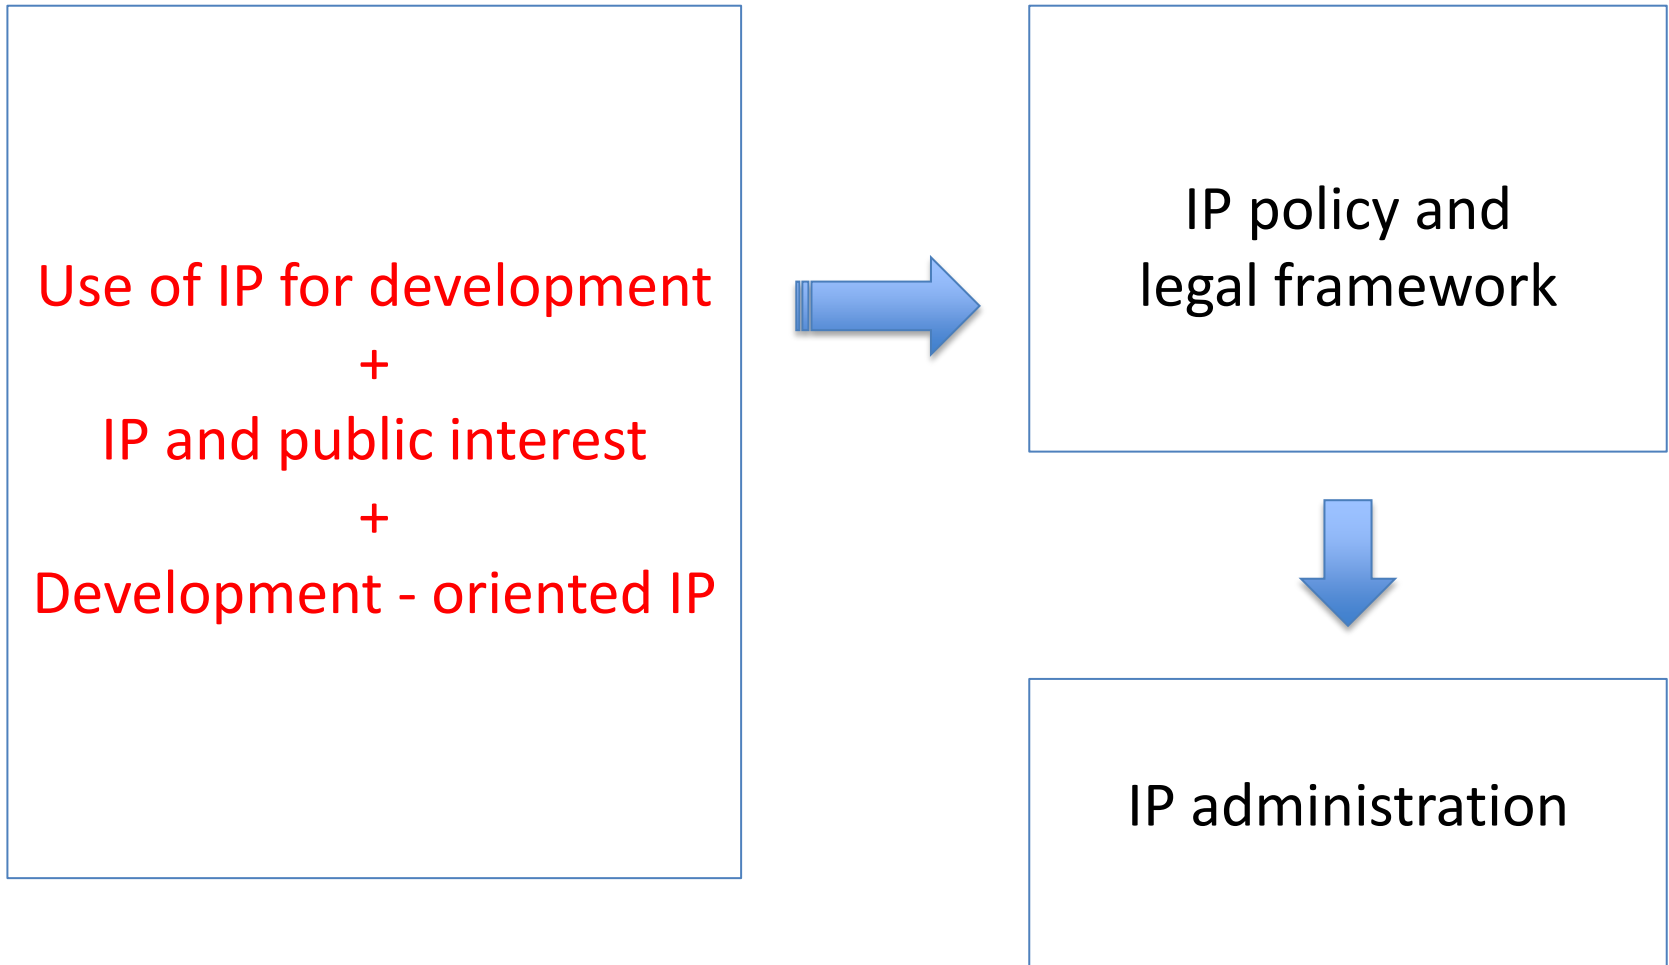 Use of IP for development
+
IP and public interest
+
Development - oriented IP
IP policy and
legal framework
IP administration